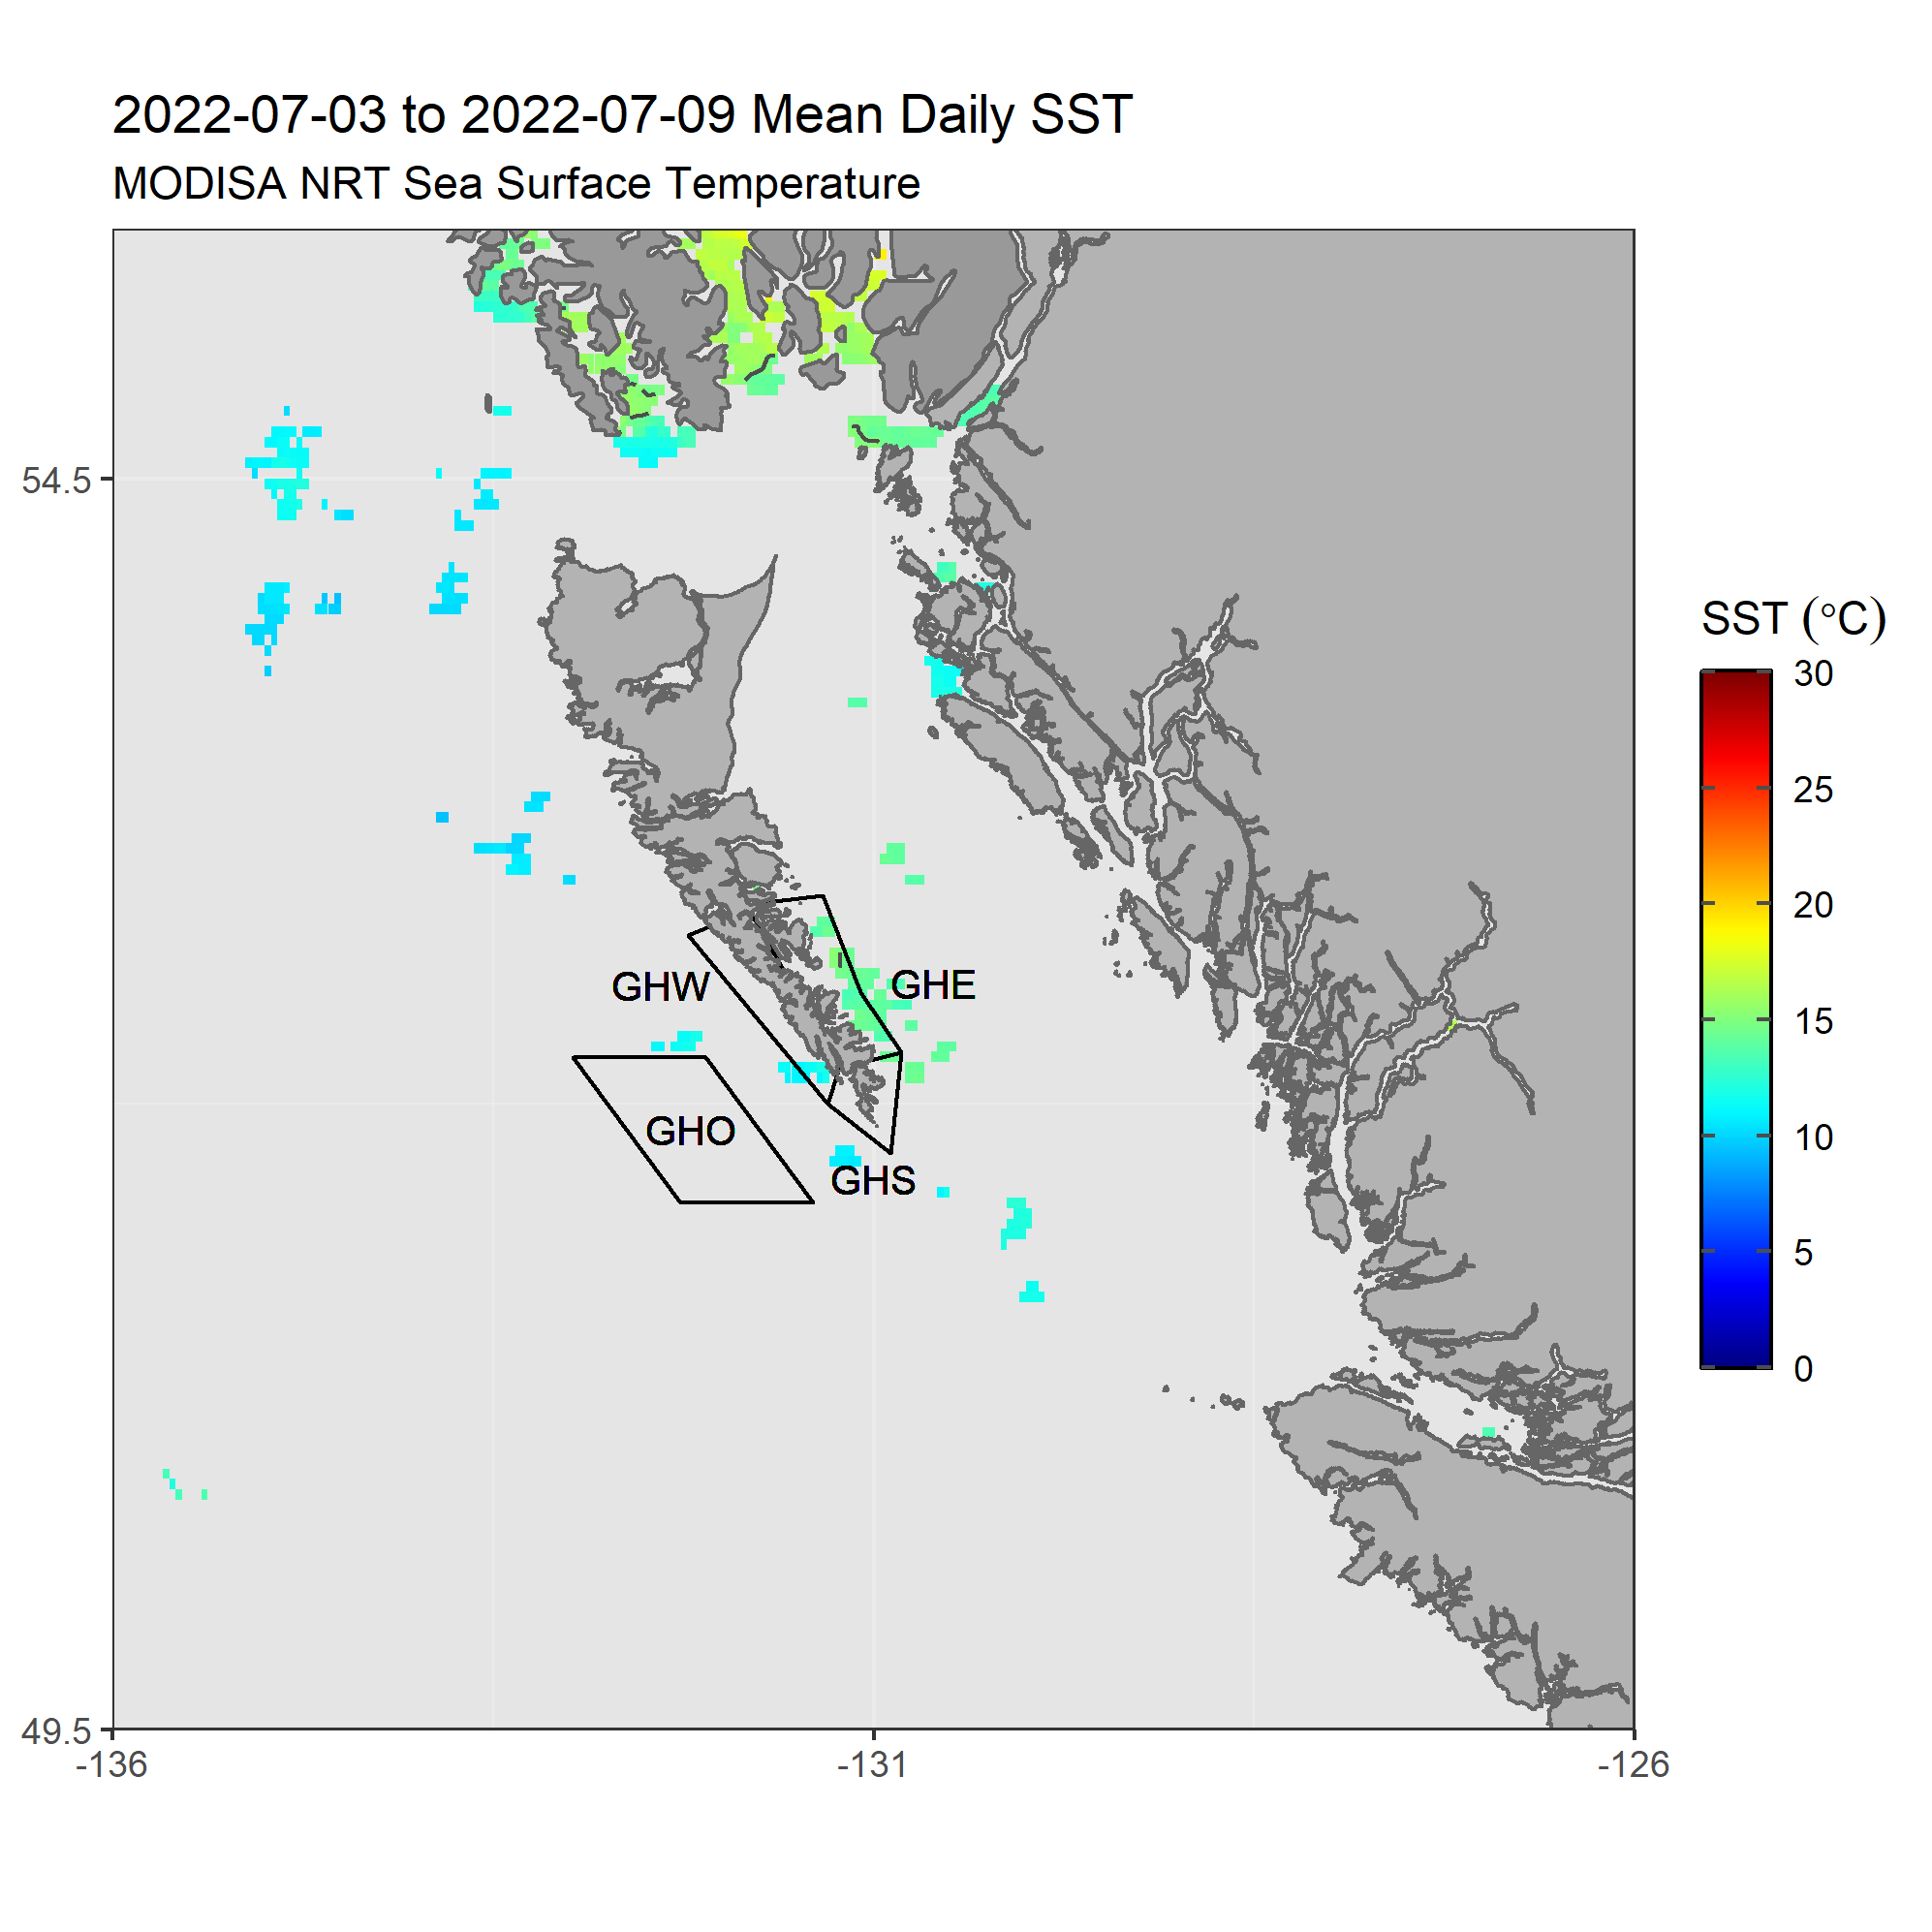 2022-07-03 to 2022-07-09 Mean Daily SST
MODISA NRT Sea Surface Temperature
54.5
49.5
-136
-131
-126
GHW
GHE
GHO
GHS
SST (°C)
30
25
20
15
10
5
0